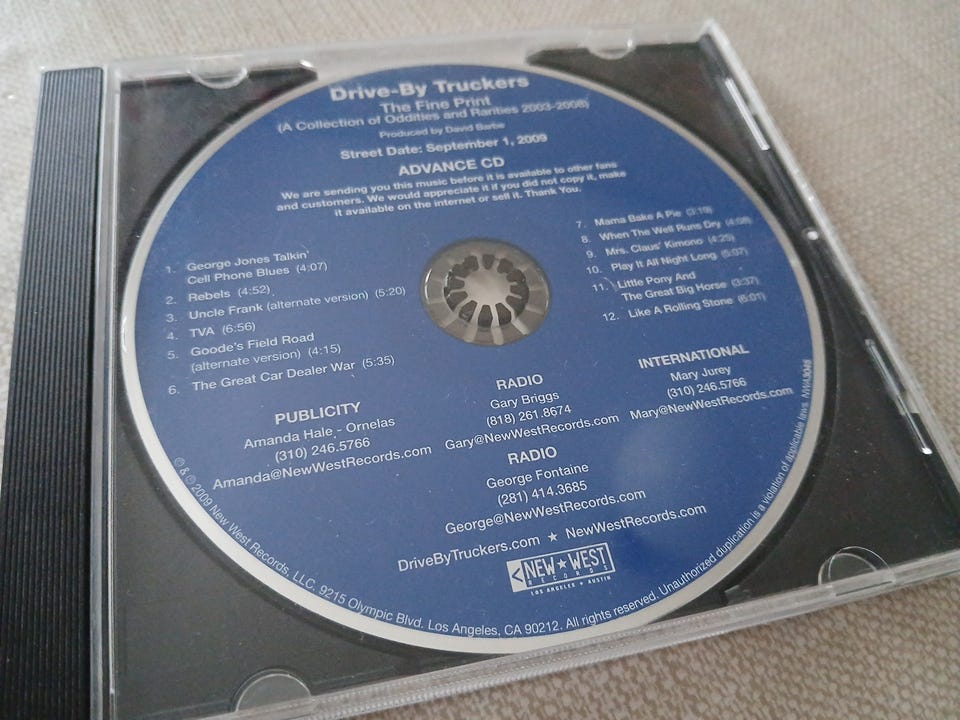 Drive-By Truckers
The Fine Print
(A Collection of Oddities and Rarities 2003-2008)
Produced by David Barbe
Street Date: September 1, 2009
ADVANCE CD
We are sending you this music before it is available to other fans
and customers. We would appreciate it if you did not copy it, make
it available on the internet or sell it. Thank You.
1. George Jones Talkin'
Cell Phone Blues (4:07)
2. Rebels (4:52)
3. Uncle Frank (alternate version) (5:20)
4. TVA (6:56)
5. Goode's Field Road
(alternate version) (4:15)
6. The Great Car Dealer War (5:35)
7. Mama Bake A Pie (3:19)
8. When The Well Runs Dry (4:08)
9. Mrs. Claus' Kimono (4:25)
10. Play It All Night Long (5:07)
11. Little Pony And
The Great Big Horse (3:37)
12. Like A Rolling Stone (6:01)
PUBLICITY
Amanda Hale - Ornelas
(310) 246.5766
Amanda@NewWestRecords.com
RADIO
Gary Briggs
(818) 261.8674
Gary@NewWestRecords.com
INTERNATIONAL
Mary Jurey
(310) 246.5766
Mary@NewWestRecords.com
RADIO
George Fontaine
(281) 414.3685
George@NewWestRecords.com
DriveByTruckers.com ★ NewWestRecords.com
NEW★WEST
RECORDS
LOS ANGELES ★ AUSTIN
© & ℗ 2009 New West Records, LLC. 9215 Olympic Blvd. Los Angeles, CA 90212. All rights reserved. Unauthorized duplication is a violation of applicable laws.